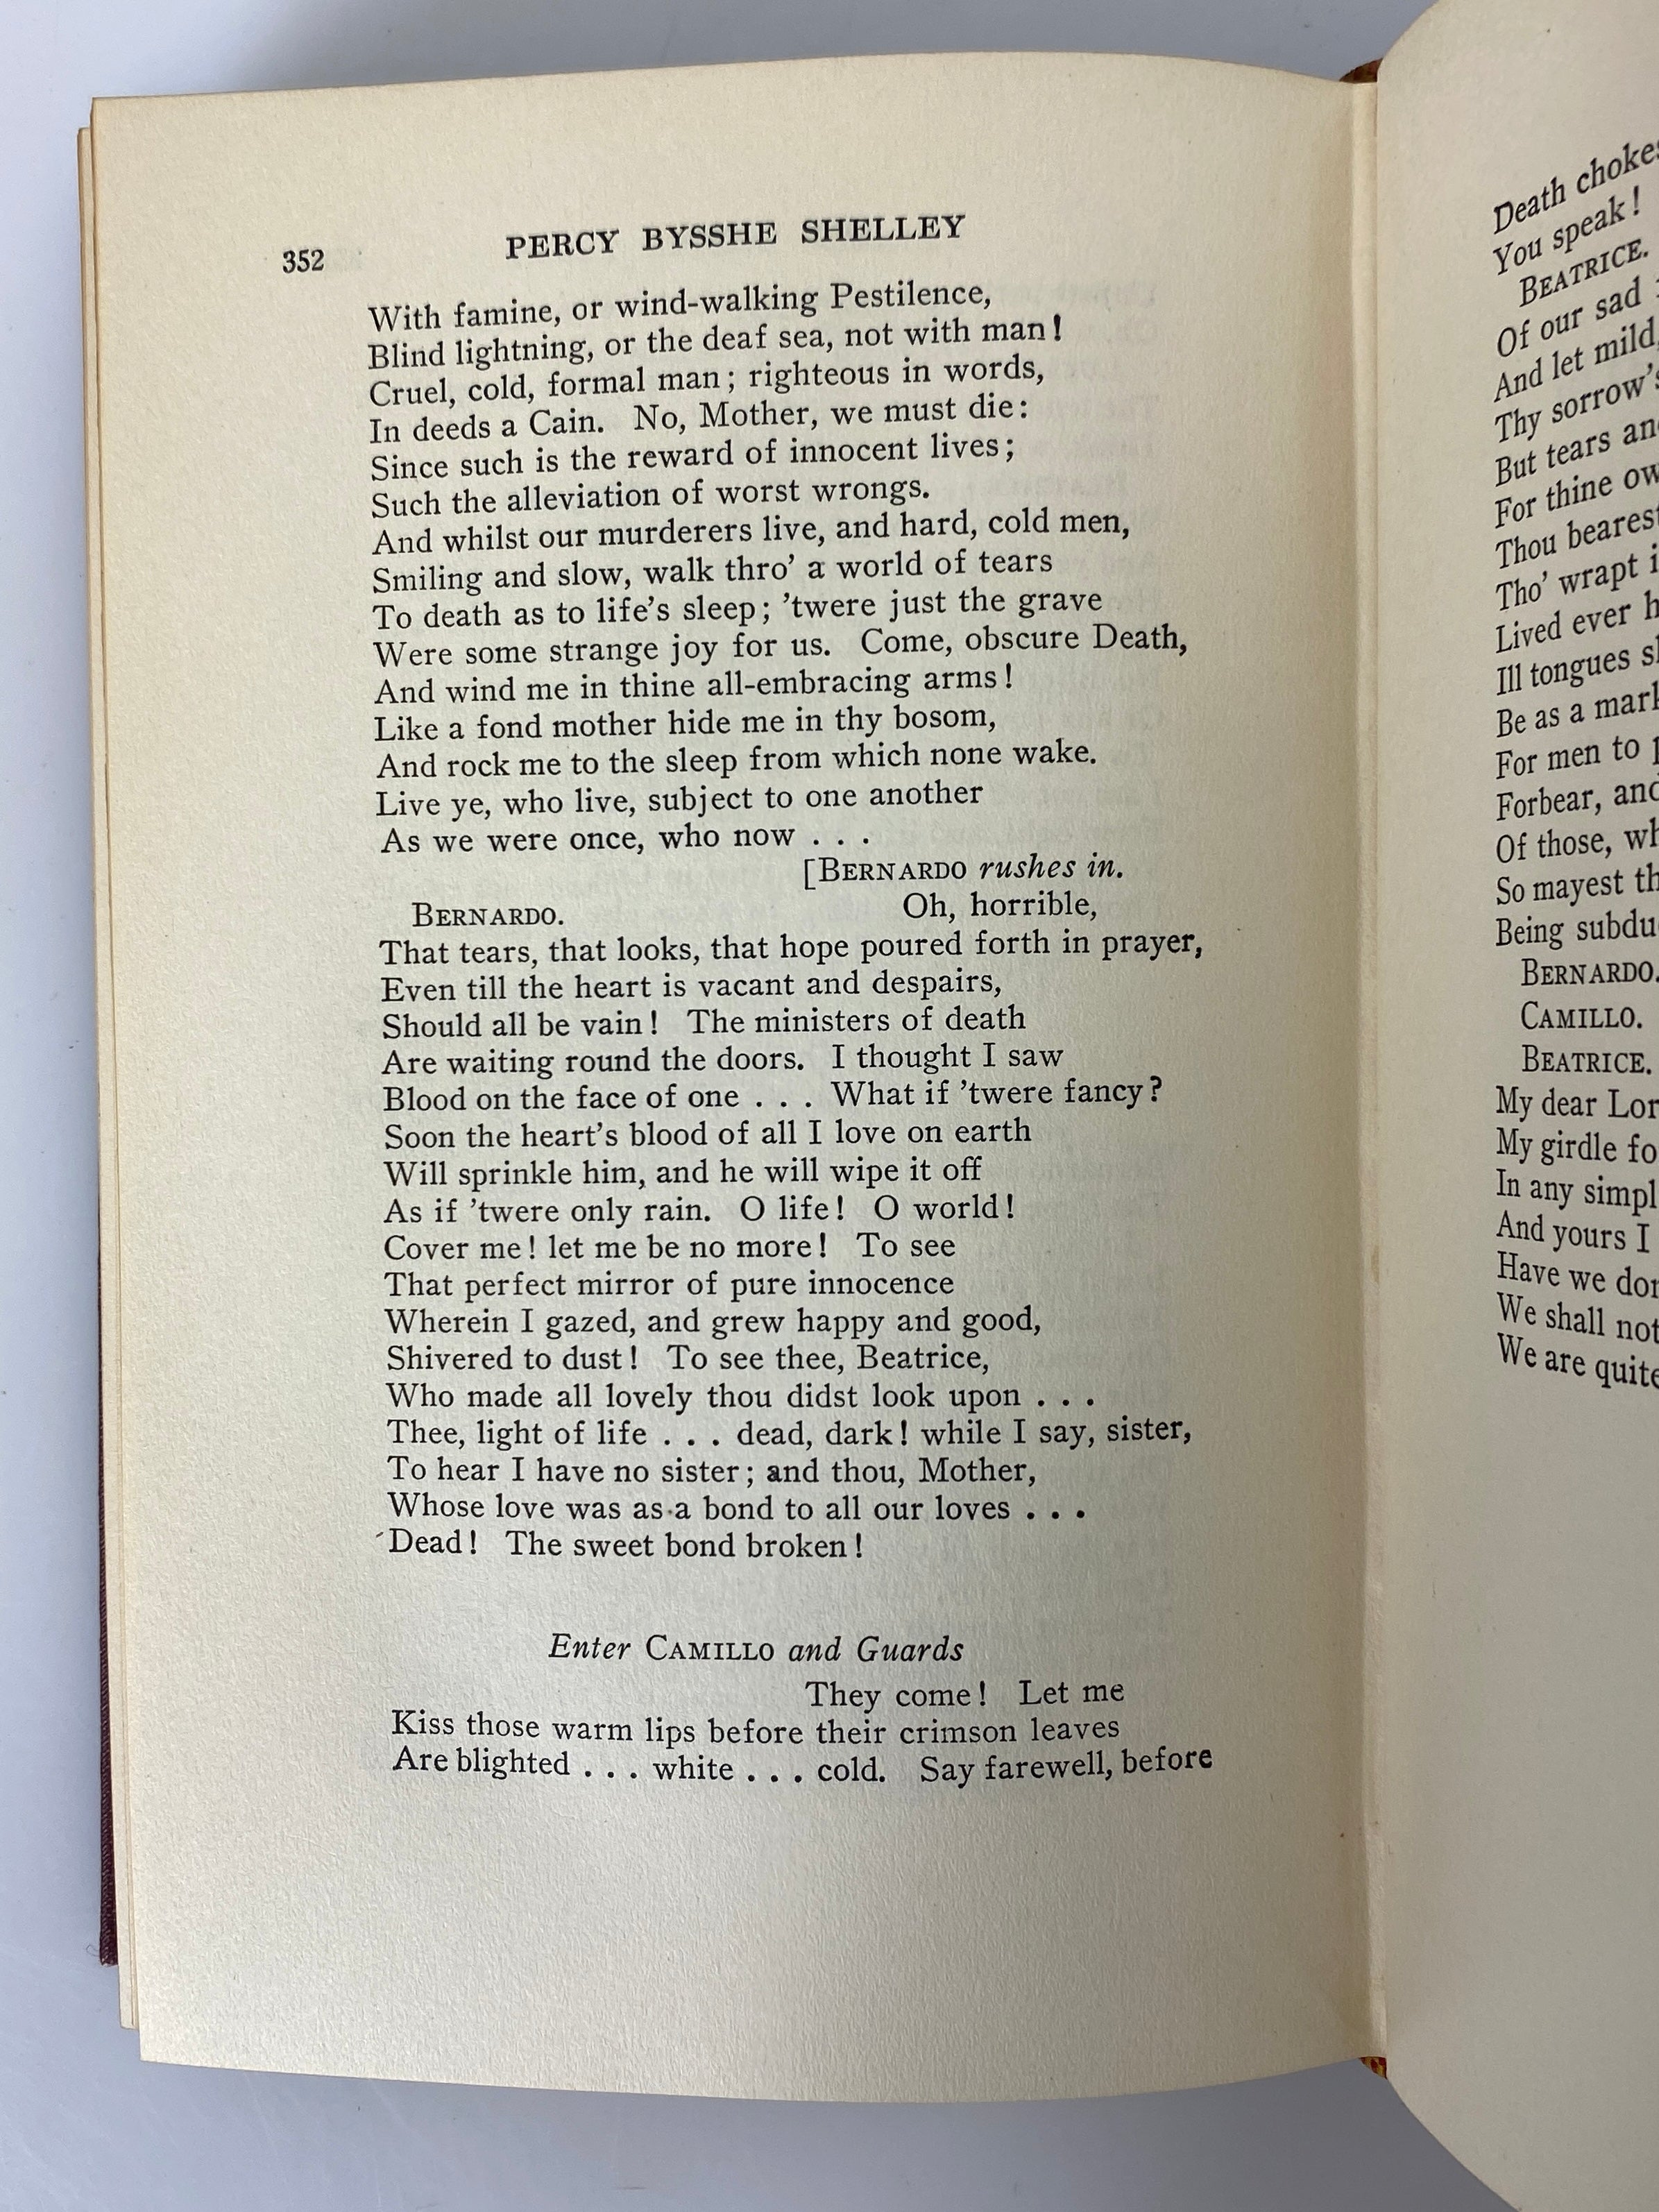 352 PERCY BYSSHE SHELLEY
With famine, or wind-walking Pestilence,
Blind lightning, or the deaf sea, not with man!
Cruel, cold, formal man; righteous in words,
In deeds a Cain. No, Mother, we must die:
Since such is the reward of innocent lives;
Such the alleviation of worst wrongs.
And whilst our murderers live, and hard, cold men,
Smiling and slow, walk thro' a world of tears
To death as to life's sleep; 'twere just the grave
Were some strange joy for us. Come, obscure Death,
And wind me in thine all-embracing arms!
Like a fond mother hide me in thy bosom,
And rock me to the sleep from which none wake.
Live ye, who live, subject to one another
As we were once, who now . . .
[BERNARDO rushes in.
BERNARDO. Oh, horrible,
That tears, that looks, that hope poured forth in prayer,
Even till the heart is vacant and despairs,
Should all be vain! The ministers of death
Are waiting round the doors. I thought I saw
Blood on the face of one . . . What if 'twere fancy?
Soon the heart's blood of all I love on earth
Will sprinkle him, and he will wipe it off
As if 'twere only rain. O life! O world!
Cover me! let me be no more! To see
That perfect mirror of pure innocence
Wherein I gazed, and grew happy and good,
Shivered to dust! To see thee, Beatrice,
Who made all lovely thou didst look upon . . .
Thee, light of life . . . dead, dark! while I say, sister,
To hear I have no sister; and thou, Mother,
Whose love was as a bond to all our loves . . .
Dead! The sweet bond broken!
Enter CAMILLO and Guards
They come! Let me
Kiss those warm lips before their crimson leaves
Are blighted . . . white . . . cold. Say farewell, before
Death chokes
You speak!
BEATRICE.
Of our sad
And let mild,
Thy sorrow's
But tears
For thine
Thou bearest
Tho' wrapt
Lived ever
Ill tongues
Be as a mark
For men to
Forbear, and
Of those,
So mayest
Being
BERNARDO.
CAMILLO.
BEATRICE.
My dear
My girdle
In any
And yours I
Have we
We shall not
We are quite